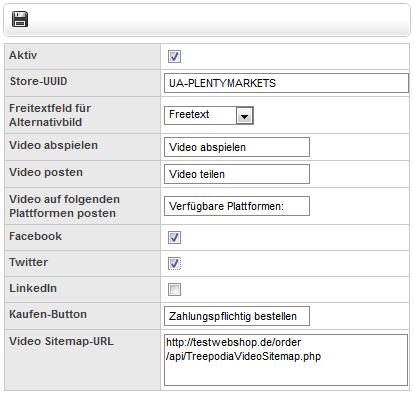 Aktiv
Store-UUID UA-PLENTYMARKETS
Freitextfeld für
Alternativbild Freetext
Video abspielen Video abspielen
Video posten Video teilen
Video auf folgenden
Plattformen posten Verfügbare Plattformen:
Facebook
Twitter
LinkedIn
Kaufen-Button Zahlungspflichtig bestellen
Video Sitemap-URL http://testwebshop.de/order
/api/TreepodiaVideoSitemap.php